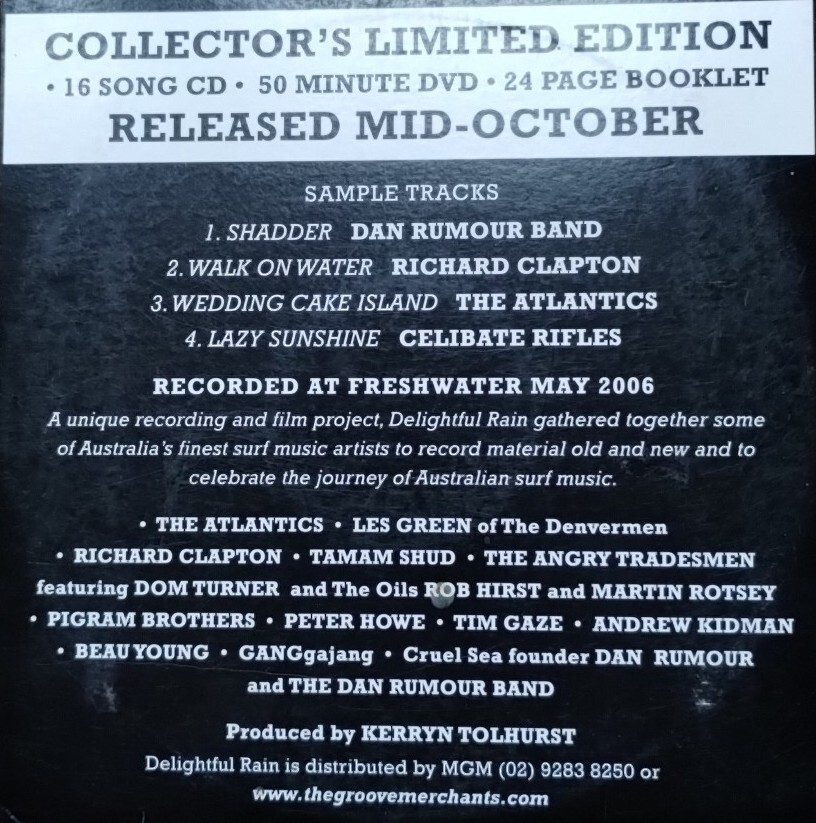 COLLECTOR'S LIMITED EDITION
• 16 SONG CD • 50 MINUTE DVD • 24 PAGE BOOKLET
RELEASED MID-OCTOBER
SAMPLE TRACKS
1. SHADDER DAN RUMOUR BAND
2. WALK ON WATER RICHARD CLAPTON
3. WEDDING CAKE ISLAND THE ATLANTICS
4. LAZY SUNSHINE CELIBATE RIFLES
RECORDED AT FRESHWATER MAY 2006
A unique recording and film project, Delightful Rain gathered together some
of Australia's finest surf music artists to record material old and new and to
celebrate the journey of Australian surf music.
• THE ATLANTICS • LES GREEN of The Denvermen
• RICHARD CLAPTON • TAMAM SHUD • THE ANGRY TRADESMEN
featuring DOM TURNER and The Oils ROB HIRST and MARTIN ROTSEY
• PIGRAM BROTHERS • PETER HOWE • TIM GAZE • ANDREW KIDMAN
• BEAU YOUNG • GANGgajang • Cruel Sea founder DAN RUMOUR
and THE DAN RUMOUR BAND
Produced by KERRYN TOLHURST
Delightful Rain is distributed by MGM (02) 9283 8250 or
www.thegroovemerchants.com